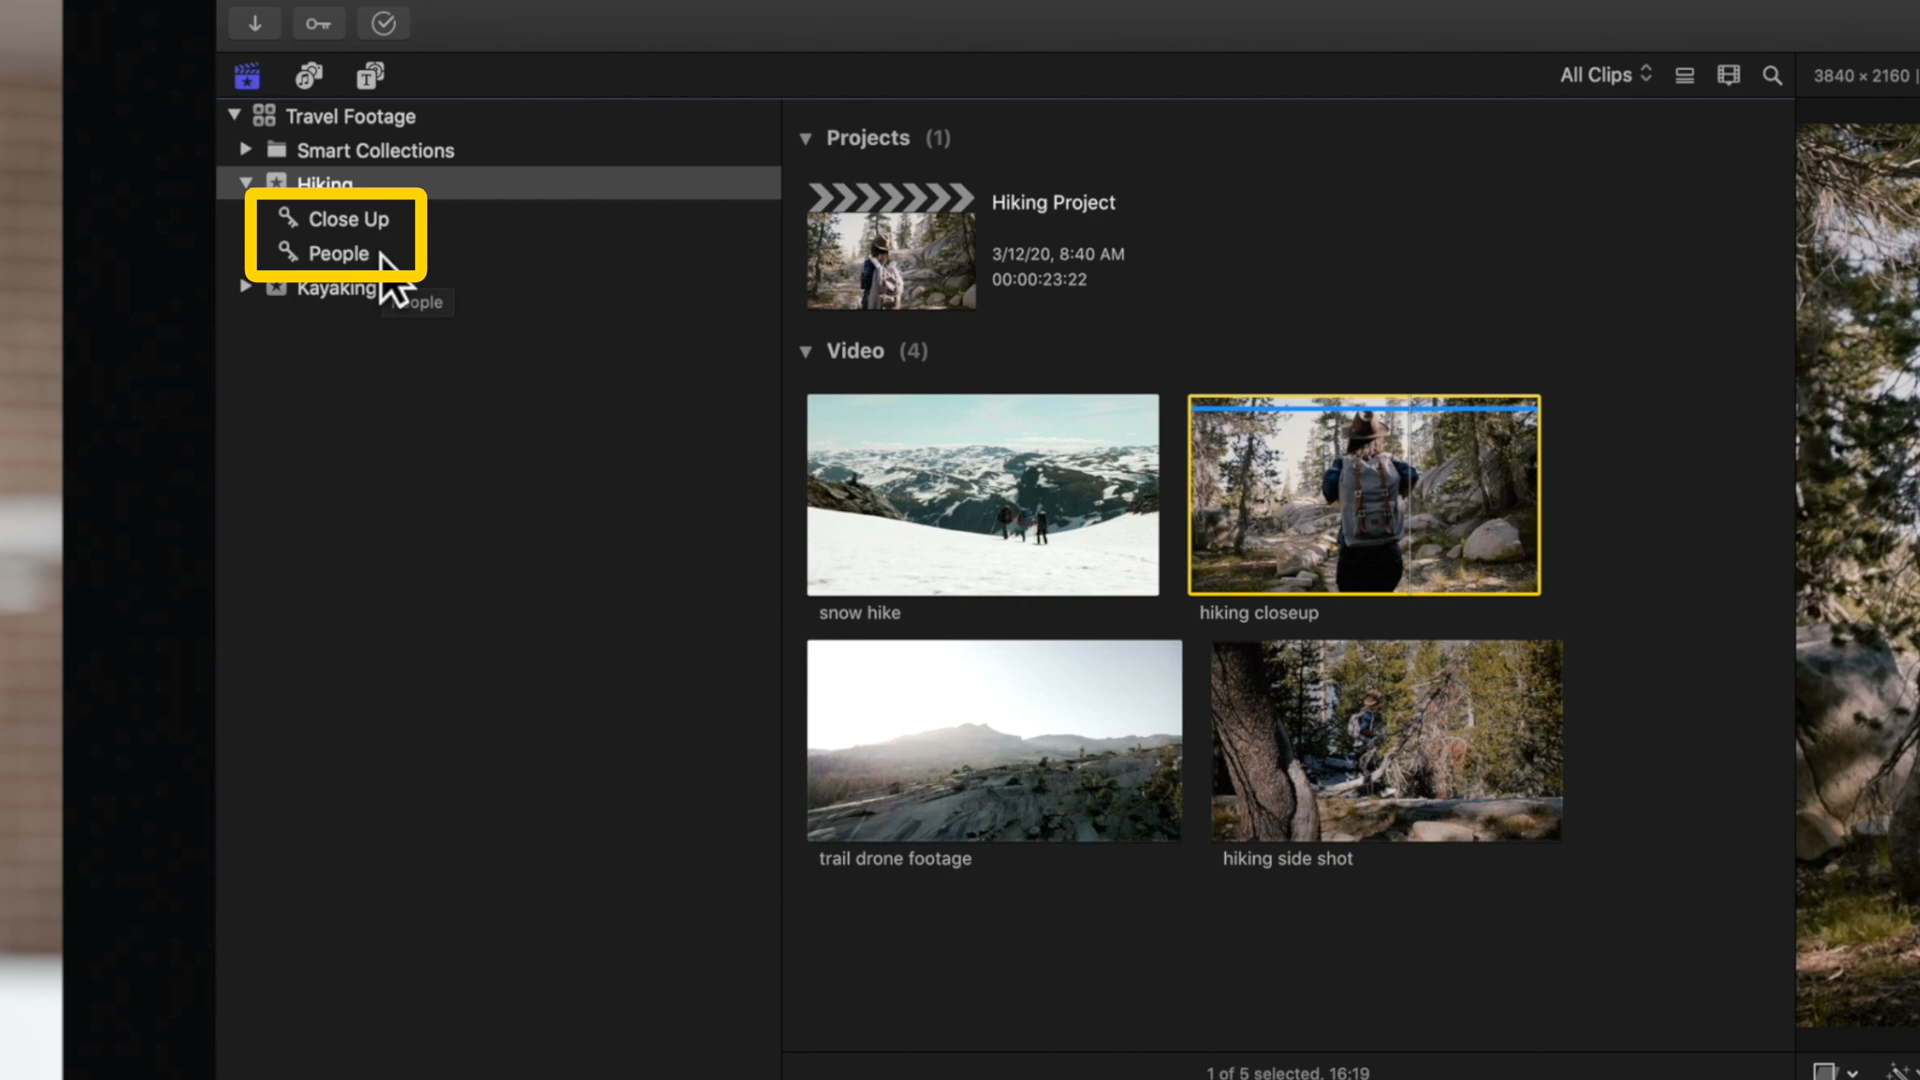 All Clips
3840 × 2160
Travel Footage
Smart Collections
Hiking
Close Up
People
Kayaking
People
Projects (1)
Hiking Project
3/12/20, 8:40 AM
00:00:23:22
Video (4)
snow hike
hiking closeup
trail drone footage
hiking side shot
1 of 5 selected, 16:19